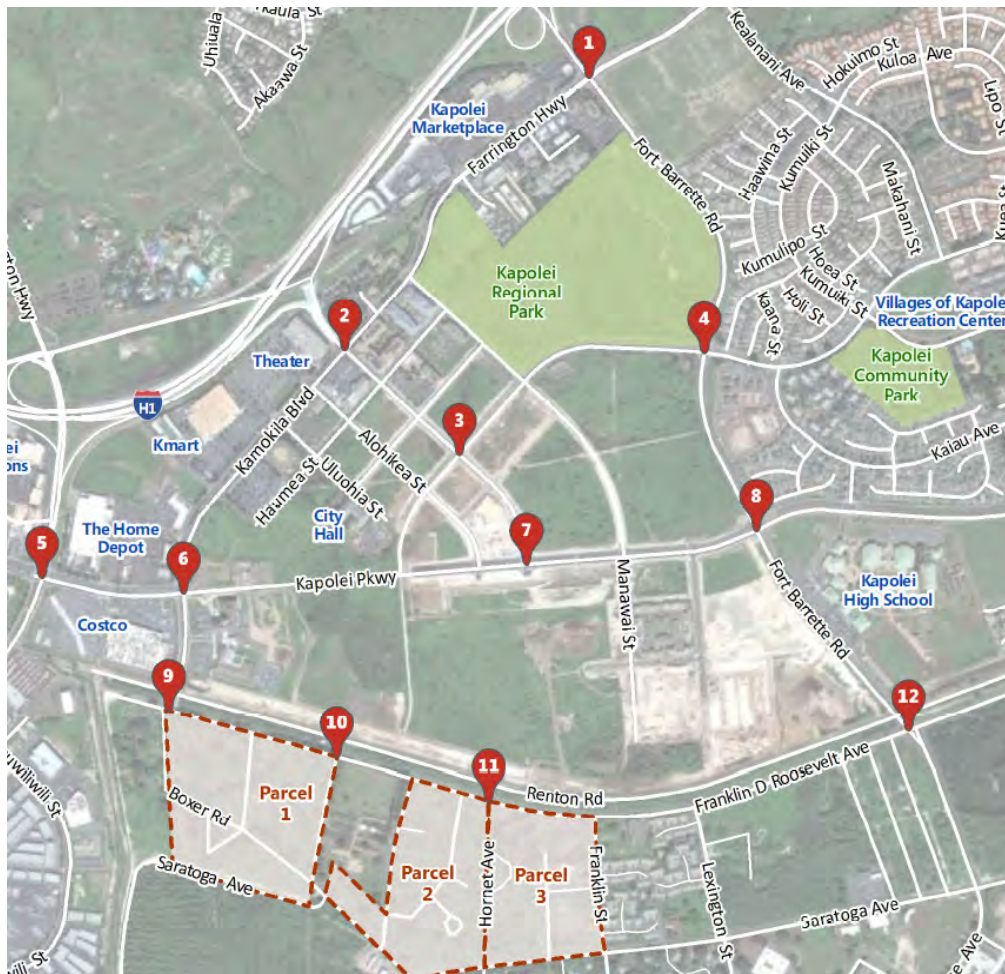 Kaula St
Uhiuala
Akaawa St
1
Kealanani Ave
Hokuimo St
Kuloa Ave
Lipo St
Kapolei
Marketplace
Farrington Hwy
Fort Barrette Rd
Haawina St
Kumuiki St
Makahani St
Kumulipo St
Hoea St
Kumuiki St
Holi St
Kaana St
Kapolei
Regional
Park
Villages of Kapolei
Recreation Center
Kapolei
Community
Park
2
4
Theater
H1
Kmart
Kamokila Blvd
Haumea St
Uluohia St
Alohikea St
3
City
Hall
Kaiau Ave
The Home
Depot
5
6
7
8
Kapolei Pkwy
Manawai St
Fort Barrette Rd
Kapolei
High School
Costco
9
10
11
12
Renton Rd
Franklin D Roosevelt Ave
Boxer Rd
Parcel
1
Saratoga Ave
Parcel
2
Hornet Ave
Parcel
3
Franklin St
Lexington St
Saratoga Ave